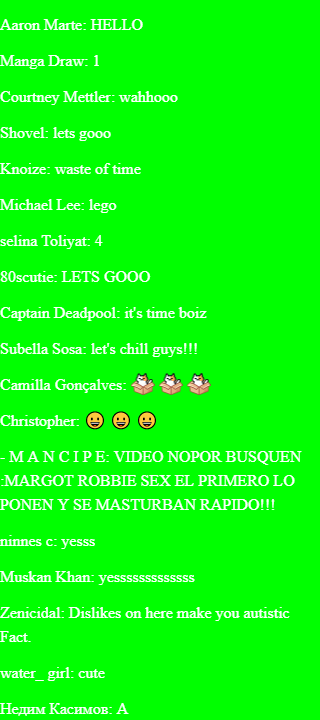 Aaron Marte: HELLO
Manga Draw: 1
Courtney Mettler: wahhooo
Shovel: lets gooo
Knoize: waste of time
Michael Lee: lego
selina Toliyat: 4
80scutie: LETS GOOO
Captain Deadpool: it's time boiz
Subella Sosa: let's chill guys!!!
Camilla Gonçalves:
Christopher: 😀 😀 😀
- M A N C I P E: VIDEO NOPOR BUSQUEN
:MARGOT ROBBIE SEX EL PRIMERO LO
PONEN Y SE MASTURBAN RAPIDO!!!
ninnes c: yesss
Muskan Khan: yesssssssssssss
Zenicidal: Dislikes on here make you autistic
Fact.
water_ girl: cute
Недим Касимов: А